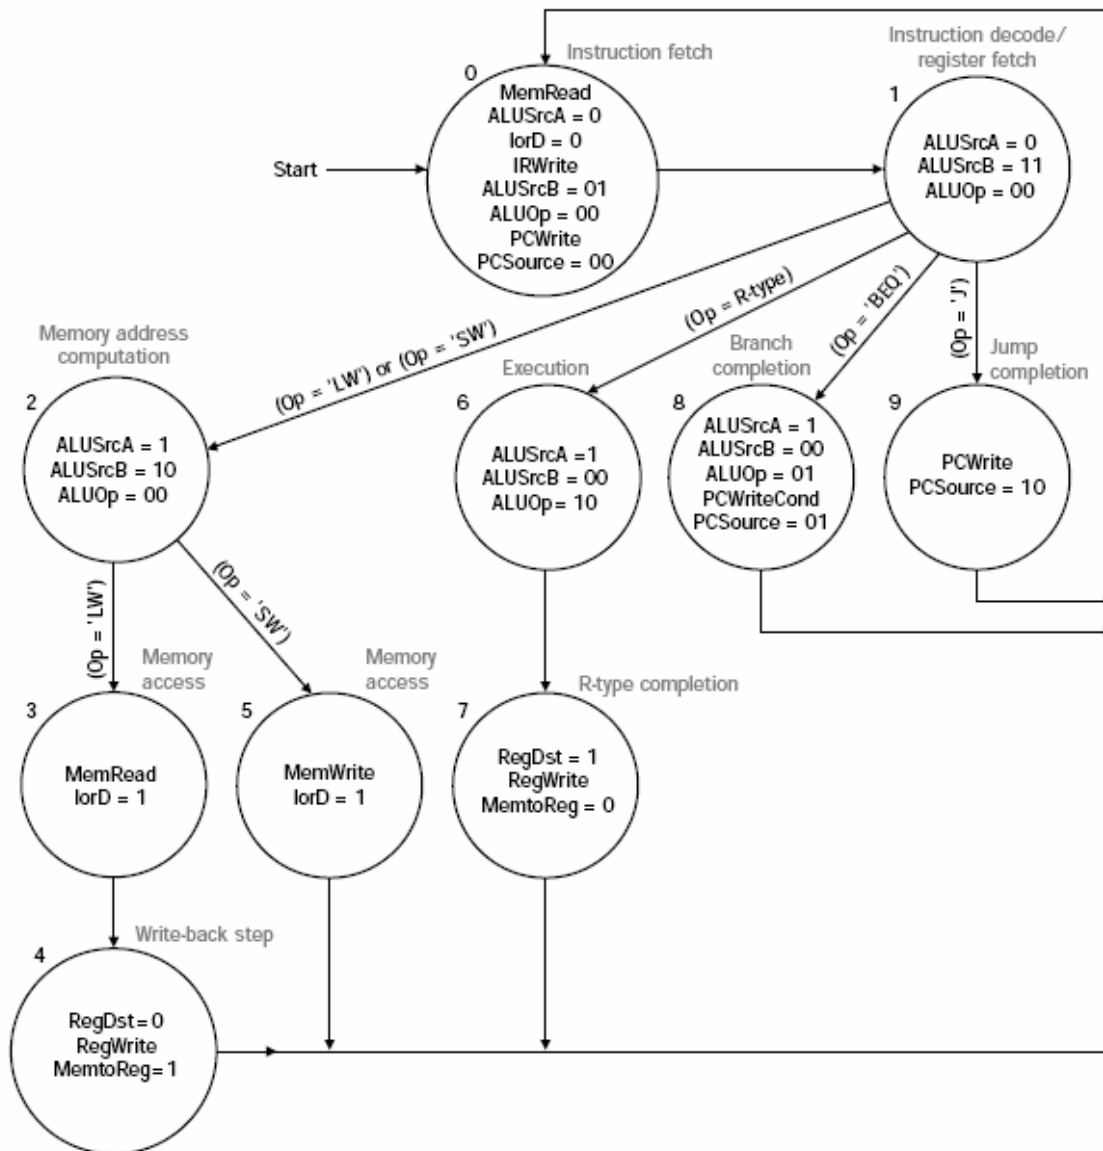 Instruction fetch
0
MemRead
ALUSrcA = 0
IorD = 0
IRWrite
ALUSrcB = 01
ALUOp = 00
PCWrite
PCSource = 00
Start
Instruction decode/
register fetch
1
ALUSrcA = 0
ALUSrcB = 11
ALUOp = 00
(Op = 'LW') or (Op = 'SW')
(Op = R-type)
(Op = 'BEQ')
(Op = 'J')
Memory address
computation
2
ALUSrcA = 1
ALUSrcB = 10
ALUOp = 00
Execution
6
ALUSrcA =1
ALUSrcB = 00
ALUOp= 10
Branch
completion
8
ALUSrcA = 1
ALUSrcB = 00
ALUOp = 01
PCWriteCond
PCSource = 01
Jump
completion
9
PCWrite
PCSource = 10
(Op = 'LW')
(Op = 'SW')
Memory
access
3
MemRead
IorD = 1
Memory
access
5
MemWrite
IorD = 1
R-type completion
7
RegDst = 1
RegWrite
MemtoReg = 0
Write-back step
4
RegDst=0
RegWrite
MemtoReg=1